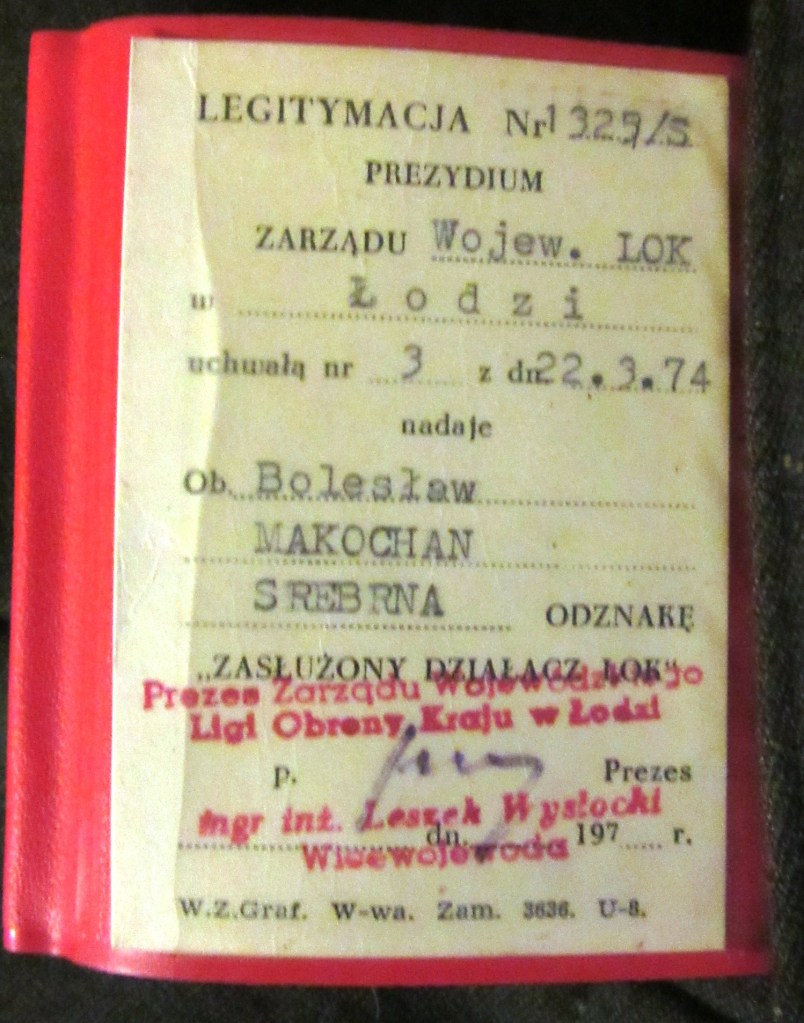 LEGITYMACJA Nr 1329/S
PREZYDIUM
ZARZĄDU Wojew. LOK
w Łodzi
uchwałą nr 3 z dn. 22.3.74
nadaje
Ob. Bolesław
MAKOCHAN
SREBRNA ODZNAKĘ
„ZASŁUŻONY DZIAŁACZ LOK"
Prezes Zarządu Wojewódzkiego
Ligi Obrony Kraju w Łodzi
p. Prezes
mgr inż. Leszek Wysłocki
dn. 197 r.
Wicewojewoda
W.Z.Graf. W-wa. Zam. 3636. U-8.